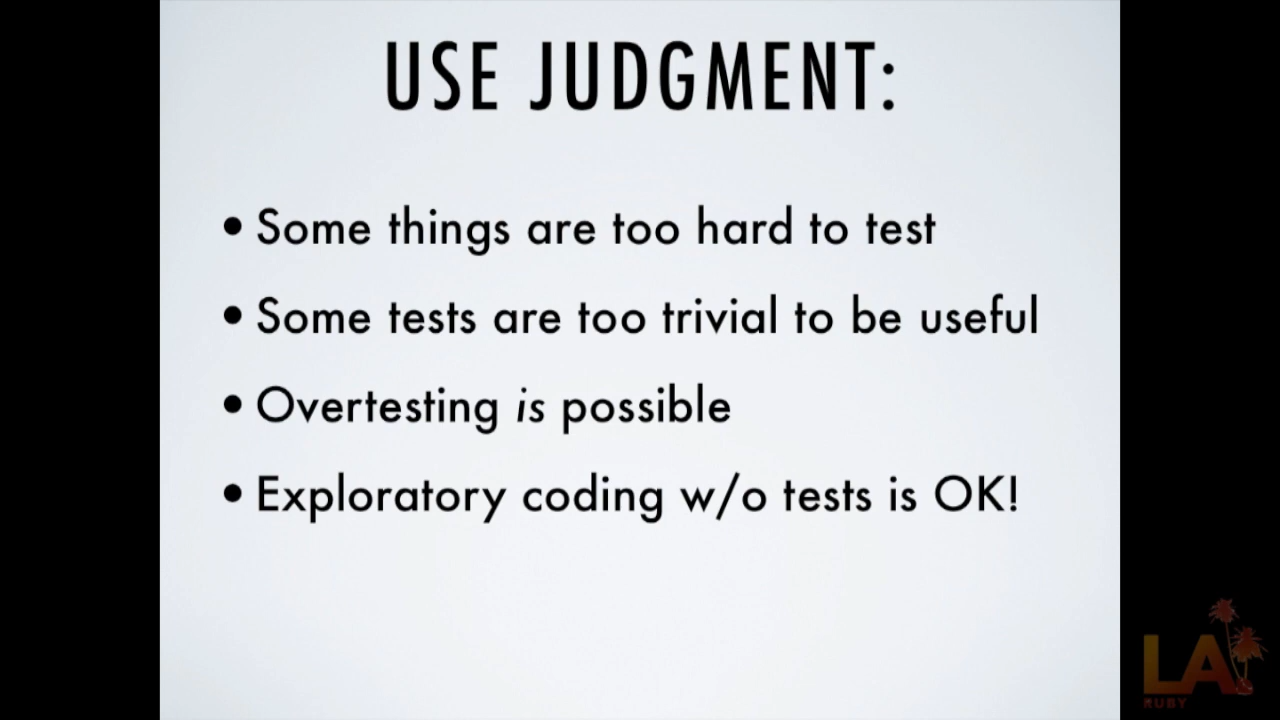 USE JUDGMENT:
• Some things are too hard to test
• Some tests are too trivial to be useful
• Overtesting is possible
• Exploratory coding w/o tests is OK!
LA
RUBY